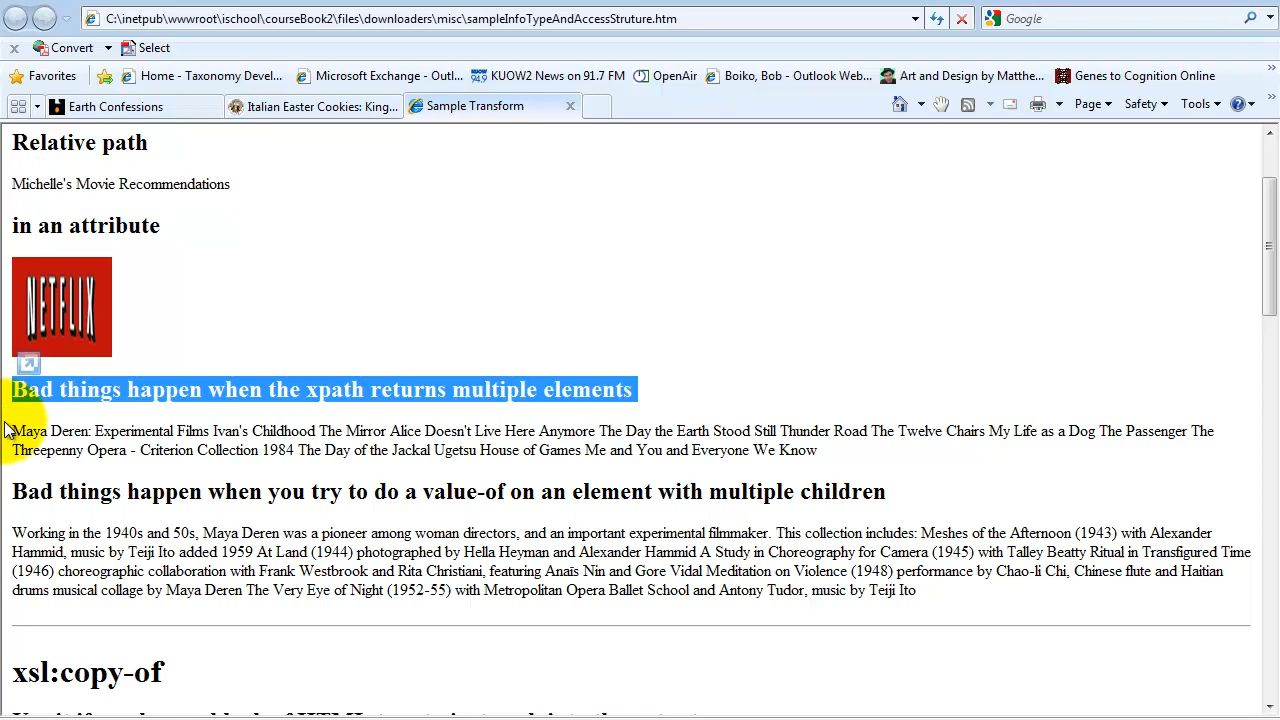 C:\inetpub\wwwroot\ischool\courseBook2\files\downloaders\misc\sampleInfoTypeAndAccessStruture.htm
Google
Convert
Select
Favorites
Home - Taxonomy Devel...
Microsoft Exchange - Outl...
KUOW 94.9
KUOW2 News on 91.7 FM
OpenAir
Boiko, Bob - Outlook Web...
Art and Design by Matthe...
Genes to Cognition Online
Earth Confessions
Italian Easter Cookies: King...
Sample Transform
Page
Safety
Tools
Relative path
Michelle's Movie Recommendations
in an attribute
NETFLIX
Bad things happen when the xpath returns multiple elements
Maya Deren: Experimental Films Ivan's Childhood The Mirror Alice Doesn't Live Here Anymore The Day the Earth Stood Still Thunder Road The Twelve Chairs My Life as a Dog The Passenger The
Threepenny Opera - Criterion Collection 1984 The Day of the Jackal Ugetsu House of Games Me and You and Everyone We Know
Bad things happen when you try to do a value-of on an element with multiple children
Working in the 1940s and 50s, Maya Deren was a pioneer among woman directors, and an important experimental filmmaker. This collection includes: Meshes of the Afternoon (1943) with Alexander
Hammid, music by Teiji Ito added 1959 At Land (1944) photographed by Hella Heyman and Alexander Hammid A Study in Choreography for Camera (1945) with Talley Beatty Ritual in Transfigured Time
(1946) choreographic collaboration with Frank Westbrook and Rita Christiani, featuring Anaïs Nin and Gore Vidal Meditation on Violence (1948) performance by Chao-li Chi, Chinese flute and Haitian
drums musical collage by Maya Deren The Very Eye of Night (1952-55) with Metropolitan Opera Ballet School and Antony Tudor, music by Teiji Ito
xsl:copy-of